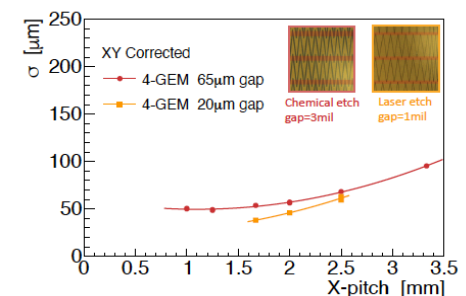 σ [μm]
250
200
150
100
50
0
XY Corrected
4-GEM 65μm gap
4-GEM 20μm gap
Chemical etch
gap=3mil
Laser etch
gap=1mil
0 0.5 1 1.5 2 2.5 3 3.5
X-pitch [mm]